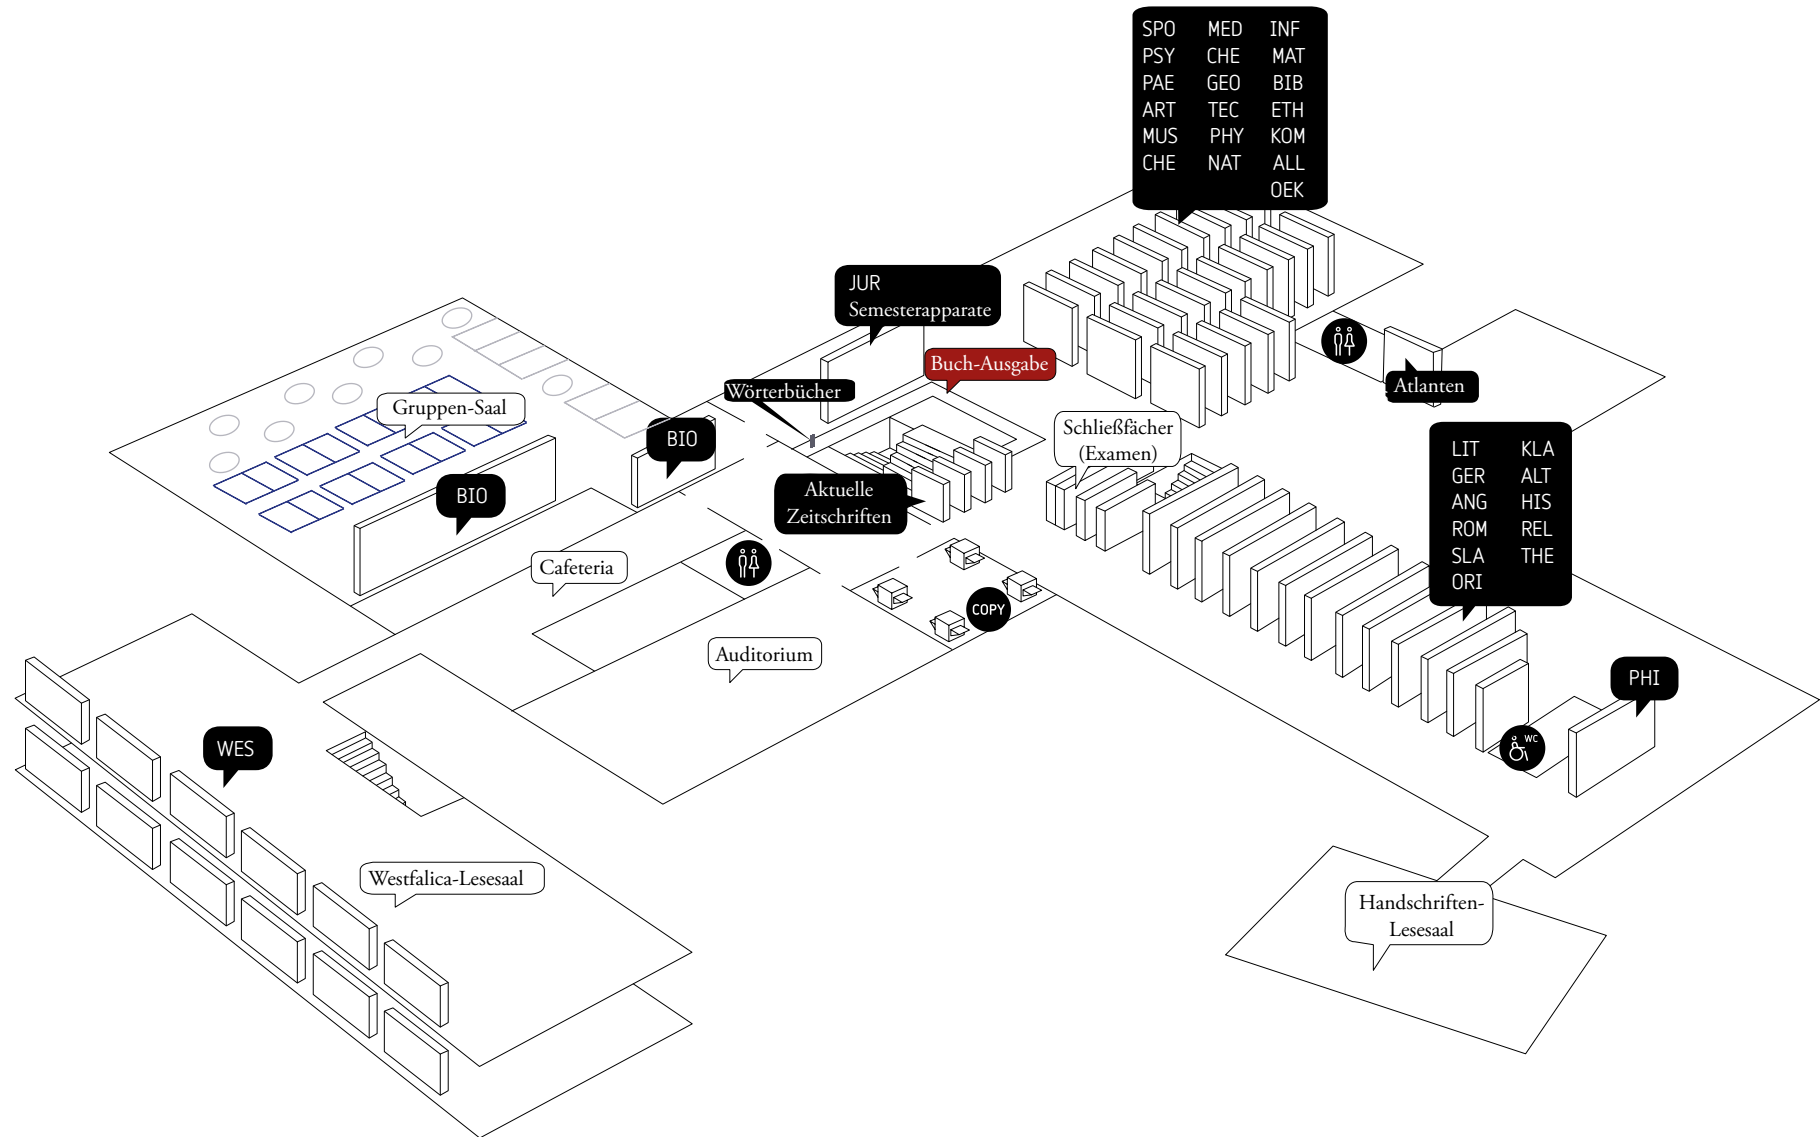 SPO MED INF
PSY CHE MAT
PAE GEO BIB
ART TEC ETH
MUS PHY KOM
CHE NAT ALL
OEK
JUR
Semesterapparate
Buch-Ausgabe
Wörterbücher
Atlanten
Gruppen-Saal
Schließfächer
(Examen)
BIO
BIO
LIT KLA
GER ALT
ANG HIS
ROM REL
SLA THE
ORI
Aktuelle
Zeitschriften
Cafeteria
COPY
Auditorium
PHI
WC
WES
Westfalica-Lesesaal
Handschriften-
Lesesaal